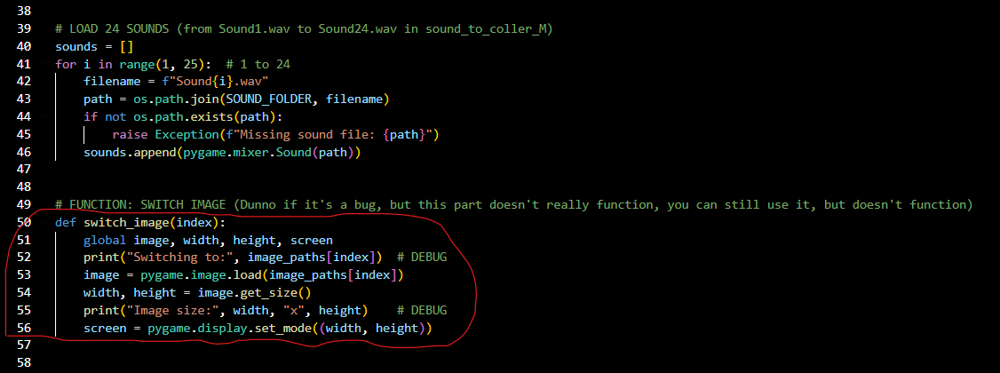 38
39 # LOAD 24 SOUNDS (from Sound1.wav to Sound24.wav in sound_to_coller_M)
40 sounds = []
41 for i in range(1, 25):  # 1 to 24
42     filename = f"Sound{i}.wav"
43     path = os.path.join(SOUND_FOLDER, filename)
44     if not os.path.exists(path):
45         raise Exception(f"Missing sound file: {path}")
46     sounds.append(pygame.mixer.Sound(path))
47
48
49 # FUNCTION: SWITCH IMAGE (Dunno if it's a bug, but this part doesn't really function, you can still use it, but doesn't function)
50 def switch_image(index):
51     global image, width, height, screen
52     print("Switching to:", image_paths[index])  # DEBUG
53     image = pygame.image.load(image_paths[index])
54     width, height = image.get_size()
55     print("Image size:", width, "x", height)    # DEBUG
56     screen = pygame.display.set_mode((width, height))
57
58